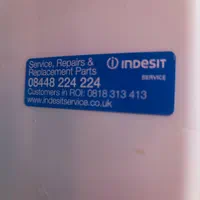 Service, Repairs &
Replacement Parts
08448 224 224
Customers in ROI: 0818 313 413
www.indesitservice.co.uk
INDESIT
SERVICE